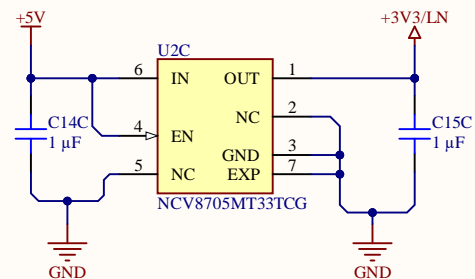 +5V
+3V3/LN
U2C
6 IN OUT 1
C14C
1 µF
NC 2
C15C
1 µF
4 EN
GND 3
5 NC
EXP 7
NCV8705MT33TCG
GND
GND